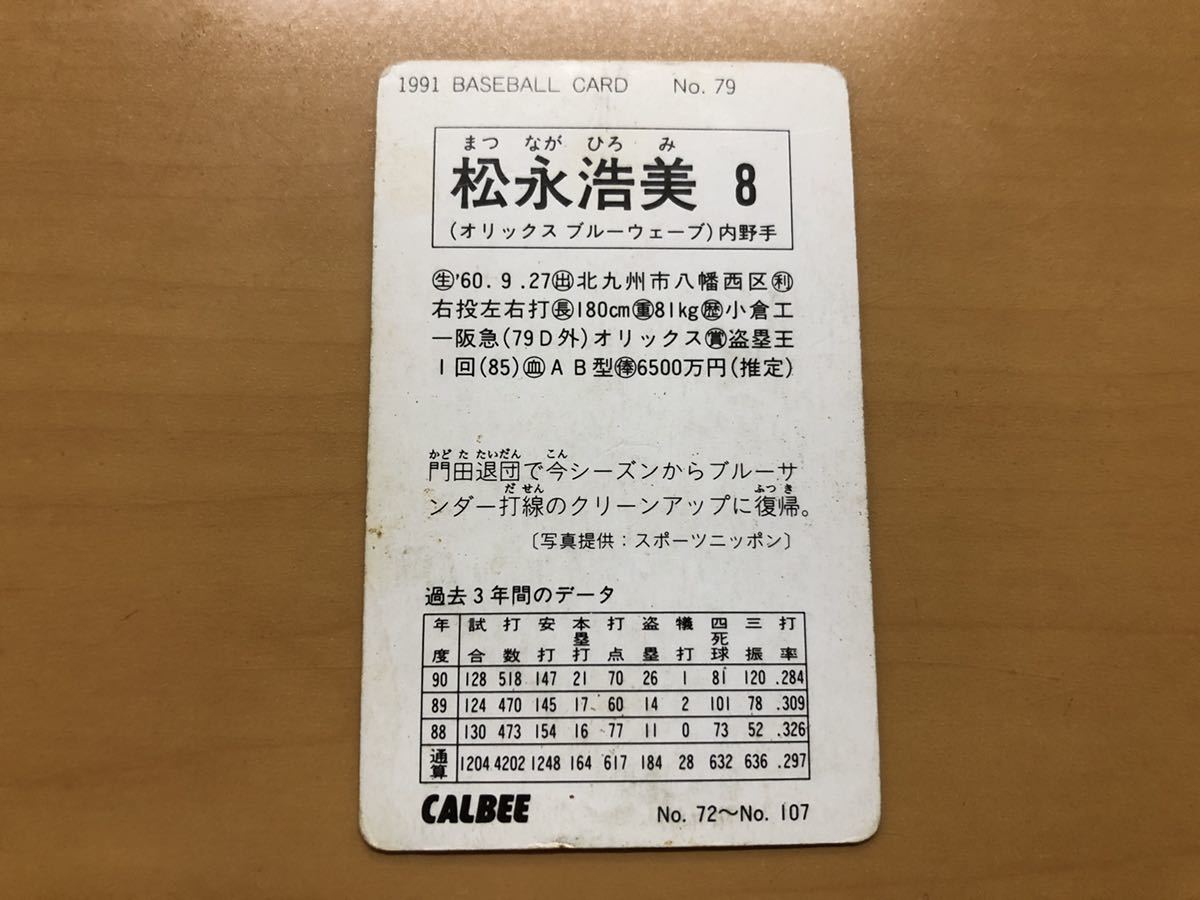 1991 BASEBALL CARD No. 79
まつ なが ひろ み
松永浩美 8
(オリックス ブルーウェーブ)内野手
㊤'60.9.27㊤北九州市八幡西区㊤
右投左右打㊤180cm㊤81kg㊤小倉工
―阪急(79D外)オリックス㊤盗塁王
1回(85)㊤AB型㊤6500万円(推定)
かど た たいだん こん
門田退団で今シーズンからブルーサ
だ せん ふっ き
ンダー打線のクリーンアップに復帰。
〔写真提供：スポーツニッポン〕
過去3年間のデータ
年度 試合 打数 安打 本塁打 打点 盗塁 犠打 四死球 三振 打率
90 128 518 147 21 70 26 1 81 120 .284
89 124 470 145 17 60 14 2 101 78 .309
88 130 473 154 16 77 11 0 73 52 .326
通算 1204 4202 1248 164 617 184 28 632 636 .297
CALBEE No. 72〜No. 107